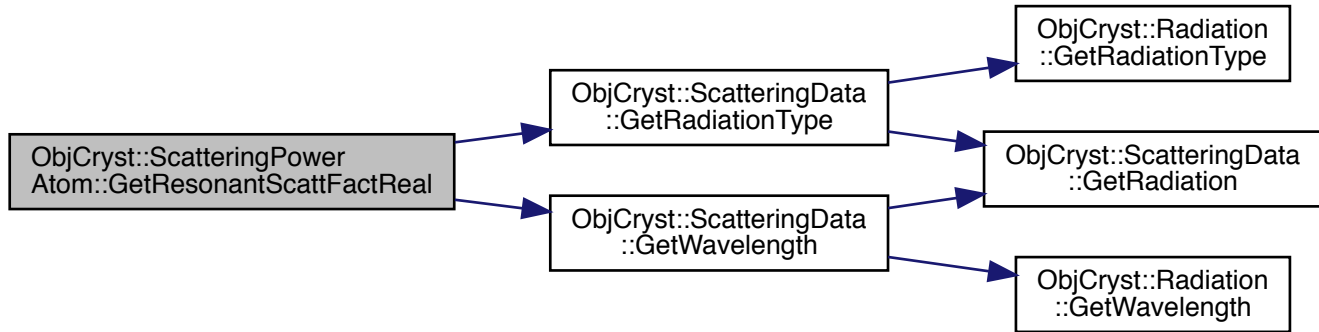 ObjCryst::ScatteringPower
Atom::GetResonantScattFactReal
ObjCryst::ScatteringData
::GetRadiationType
ObjCryst::ScatteringData
::GetWavelength
ObjCryst::Radiation
::GetRadiationType
ObjCryst::ScatteringData
::GetRadiation
ObjCryst::Radiation
::GetWavelength